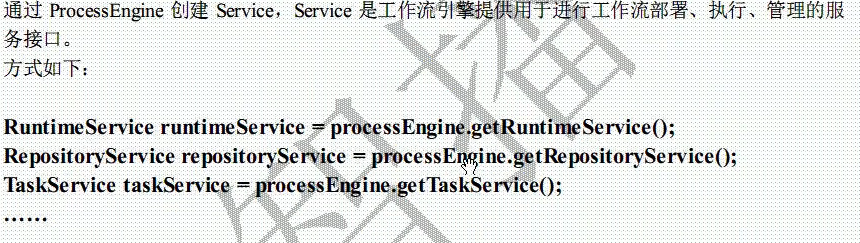 通过 ProcessEngine 创建 Service，Service 是工作流引擎提供用于进行工作流部署、执行、管理的服
务接口。
方式如下：
RuntimeService runtimeService = processEngine.getRuntimeService();
RepositoryService repositoryService = processEngine.getRepositoryService();
TaskService taskService = processEngine.getTaskService();
……
智播